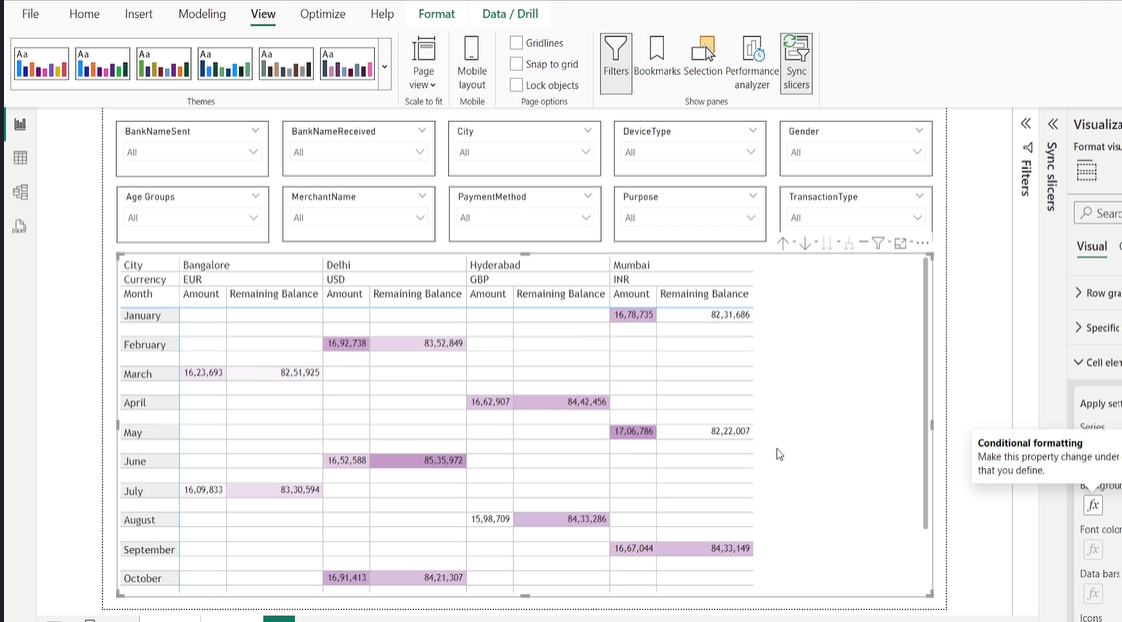 File Home Insert Modeling View Optimize Help Format Data / Drill
Aa Aa Aa Aa Aa Aa
Gridlines
Snap to grid
Lock objects
Page view
Mobile layout
Filters Bookmarks Selection Performance analyzer Sync slicers
Themes Scale to fit Mobile Page options Show panes
BankNameSent BankNameReceived City DeviceType Gender
All All All All All
Age Groups MerchantName PaymentMethod Purpose TransactionType
All All All All All
City Bangalore Delhi Hyderabad Mumbai
Currency EUR USD GBP INR
Month Amount Remaining Balance Amount Remaining Balance Amount Remaining Balance Amount Remaining Balance
January 16,78,735 82,31,686
February 16,92,738 83,52,849
March 16,23,693 82,51,925
April 16,62,907 84,42,456
May 17,06,786 82,22,007
June 16,52,588 85,35,972
July 16,09,833 83,30,594
August 15,98,709 84,33,286
September 16,67,044 84,33,149
October 16,91,413 84,21,307
Filters
Sync slicers
Visualiza
Format visu
Searc
Visual
Row gra
Specific
Cell eler
Apply sett
Series
Conditional formatting
Make this property change under
that you define.
fx
Font color
fx
Data bars
fx
Icons